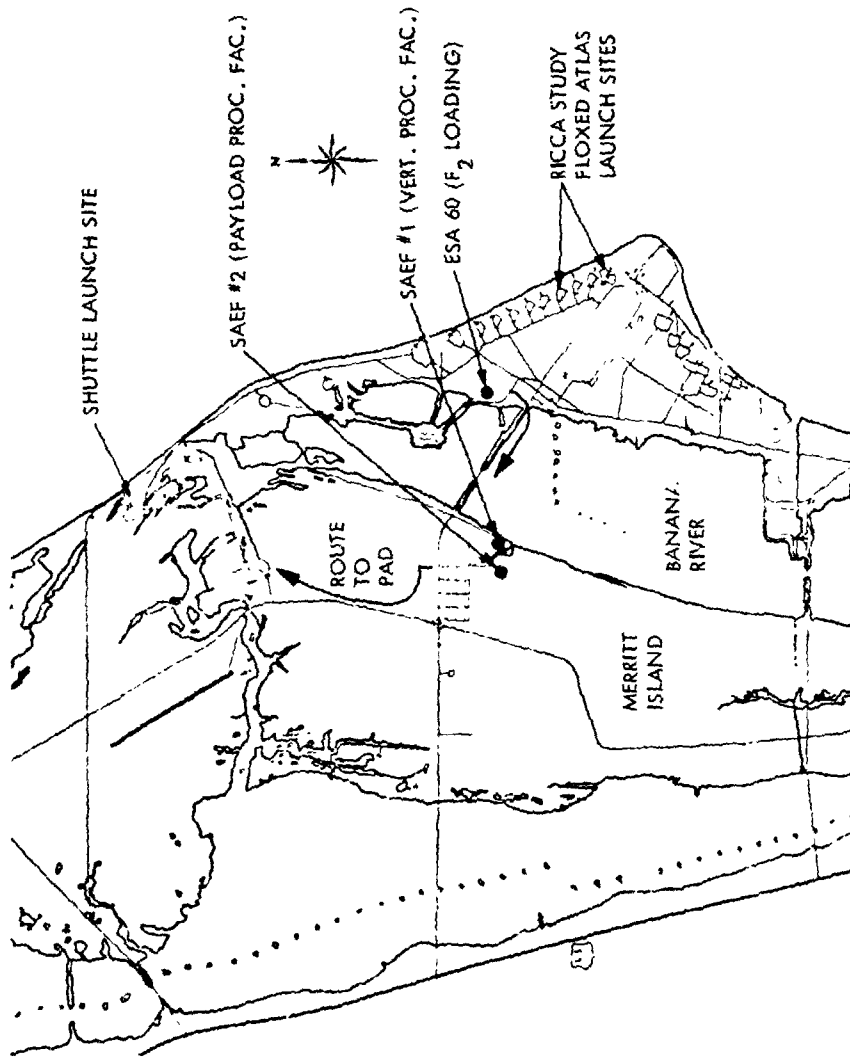 SHUTTLE LAUNCH SITE
SAEF #2 (PAYLOAD PROC. FAC.)
N
SAEF #1 (VERT. PROC. FAC.)
ESA 60 (F₂ LOADING)
RICCA STUDY
FLOXED ATLAS
LAUNCH SITES
ROUTE
TO
PAD
BANANA
RIVER
MERRITT
ISLAND